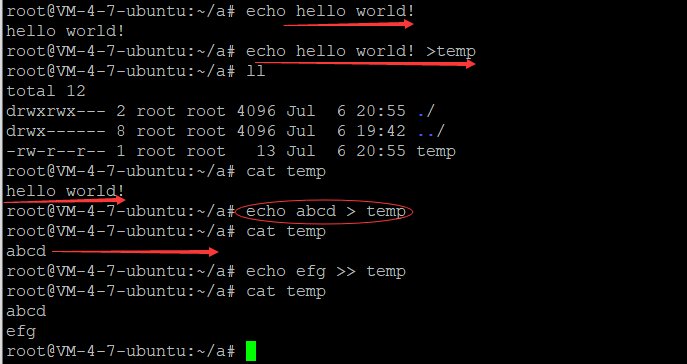 root@VM-4-7-ubuntu:~/a# echo hello world!
hello world!
root@VM-4-7-ubuntu:~/a# echo hello world! >temp
root@VM-4-7-ubuntu:~/a# ll
total 12
drwxrwx--- 2 root root 4096 Jul  6 20:55 ./
drwx------ 8 root root 4096 Jul  6 19:42 ../
-rw-r--r-- 1 root root   13 Jul  6 20:55 temp
root@VM-4-7-ubuntu:~/a# cat temp
hello world!
root@VM-4-7-ubuntu:~/a# echo abcd > temp
root@VM-4-7-ubuntu:~/a# cat temp
abcd
root@VM-4-7-ubuntu:~/a# echo efg >> temp
root@VM-4-7-ubuntu:~/a# cat temp
abcd
efg
root@VM-4-7-ubuntu:~/a#